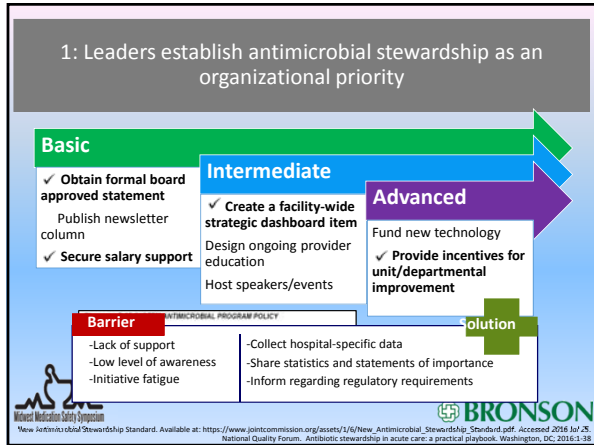 1: Leaders establish antimicrobial stewardship as an
organizational priority
Basic
✓ Obtain formal board
approved statement
Publish newsletter
column
✓ Secure salary support
Intermediate
✓ Create a facility-wide
strategic dashboard item
Design ongoing provider
education
Host speakers/events
Advanced
Fund new technology
✓ Provide incentives for
unit/departmental
improvement
ANTIMICROBIAL PROGRAM POLICY
Barrier
-Lack of support
-Low level of awareness
-Initiative fatigue
Solution
-Collect hospital-specific data
-Share statistics and statements of importance
-Inform regarding regulatory requirements
Midwest Medication Safety Symposium
BRONSON
New Antimicrobial Stewardship Standard. Available at: https://www.jointcommission.org/assets/1/6/New_Antimicrobial_Stewardship_Standard.pdf. Accessed 2016 Jul 25.
National Quality Forum. Antibiotic stewardship in acute care: a practical playbook. Washington, DC; 2016:1-38